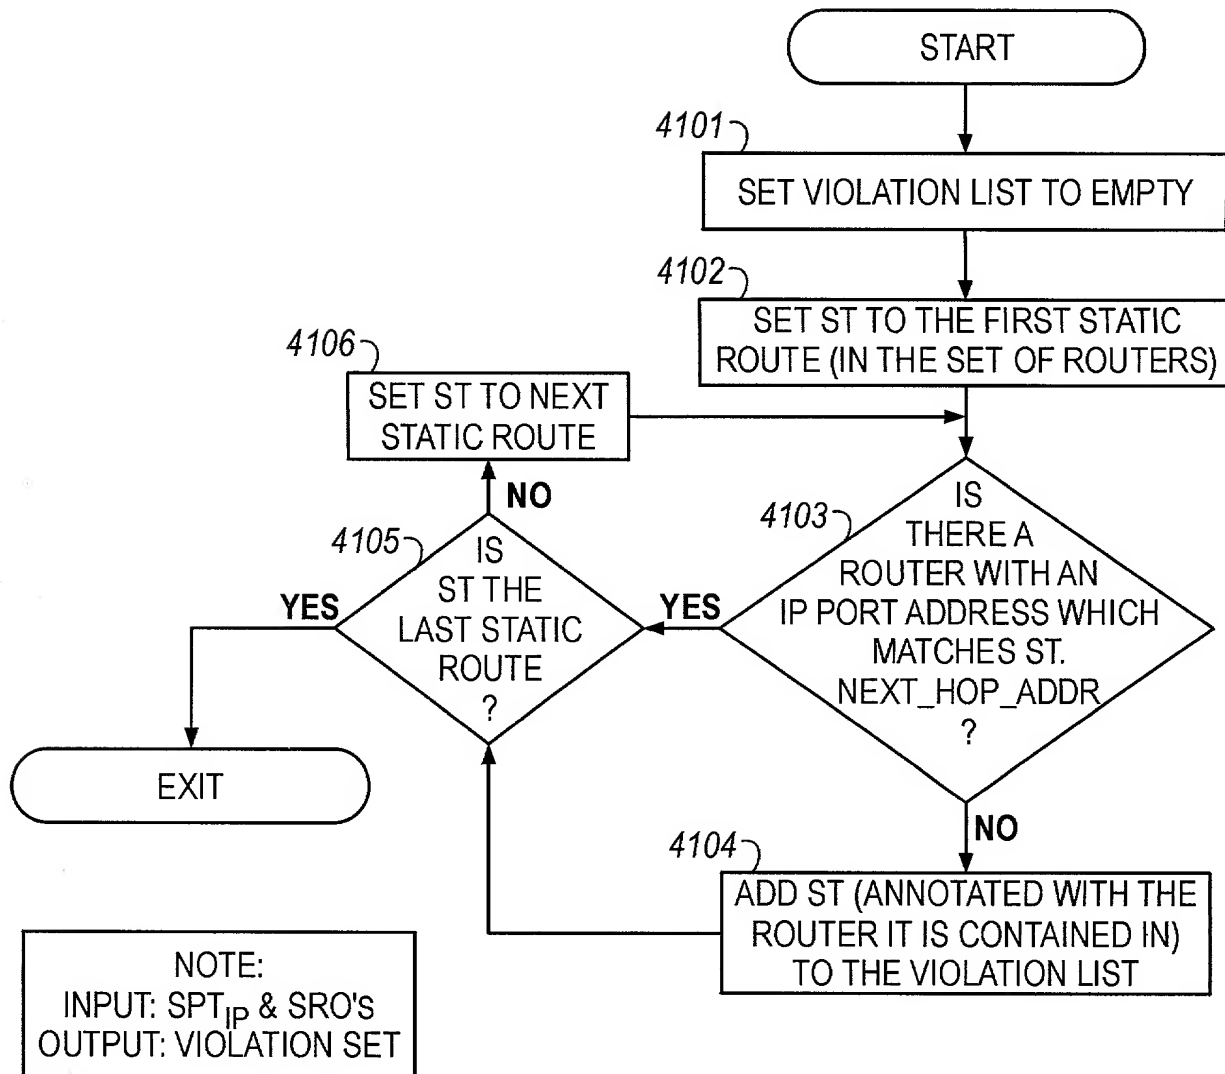 START
4101
SET VIOLATION LIST TO EMPTY
4102
SET ST TO THE FIRST STATIC
ROUTE (IN THE SET OF ROUTERS)
4106
SET ST TO NEXT
STATIC ROUTE
NO
4103
IS
THERE A
ROUTER WITH AN
IP PORT ADDRESS WHICH
MATCHES ST.
NEXT_HOP_ADDR
?
YES
4105
IS
ST THE
LAST STATIC
ROUTE
?
YES
EXIT
NO
4104
ADD ST (ANNOTATED WITH THE
ROUTER IT IS CONTAINED IN)
TO THE VIOLATION LIST
NOTE:
INPUT: SPT_IP & SRO'S
OUTPUT: VIOLATION SET